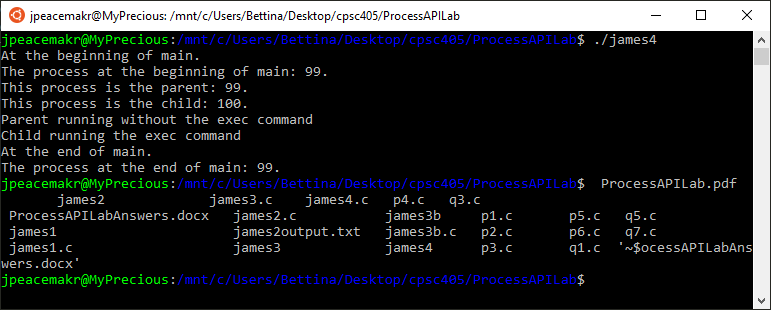 jpeacemakr@MyPrecious: /mnt/c/Users/Bettina/Desktop/cpsc405/ProcessAPILab
jpeacemakr@MyPrecious:/mnt/c/Users/Bettina/Desktop/cpsc405/ProcessAPILab$ ./james4
At the beginning of main.
The process at the beginning of main: 99.
This process is the parent: 99.
This process is the child: 100.
Parent running without the exec command
Child running the exec command
At the end of main.
The process at the end of main: 99.
jpeacemakr@MyPrecious:/mnt/c/Users/Bettina/Desktop/cpsc405/ProcessAPILab$  ProcessAPILab.pdf
       james2             james3.c    james4.c   p4.c   q3.c
 ProcessAPILabAnswers.docx   james2.c           james3b     p1.c       p5.c   q5.c
 james1                      james2output.txt   james3b.c   p2.c       p6.c   q7.c
 james1.c                    james3             james4      p3.c       q1.c  '~$ocessAPILabAns
wers.docx'
jpeacemakr@MyPrecious:/mnt/c/Users/Bettina/Desktop/cpsc405/ProcessAPILab$